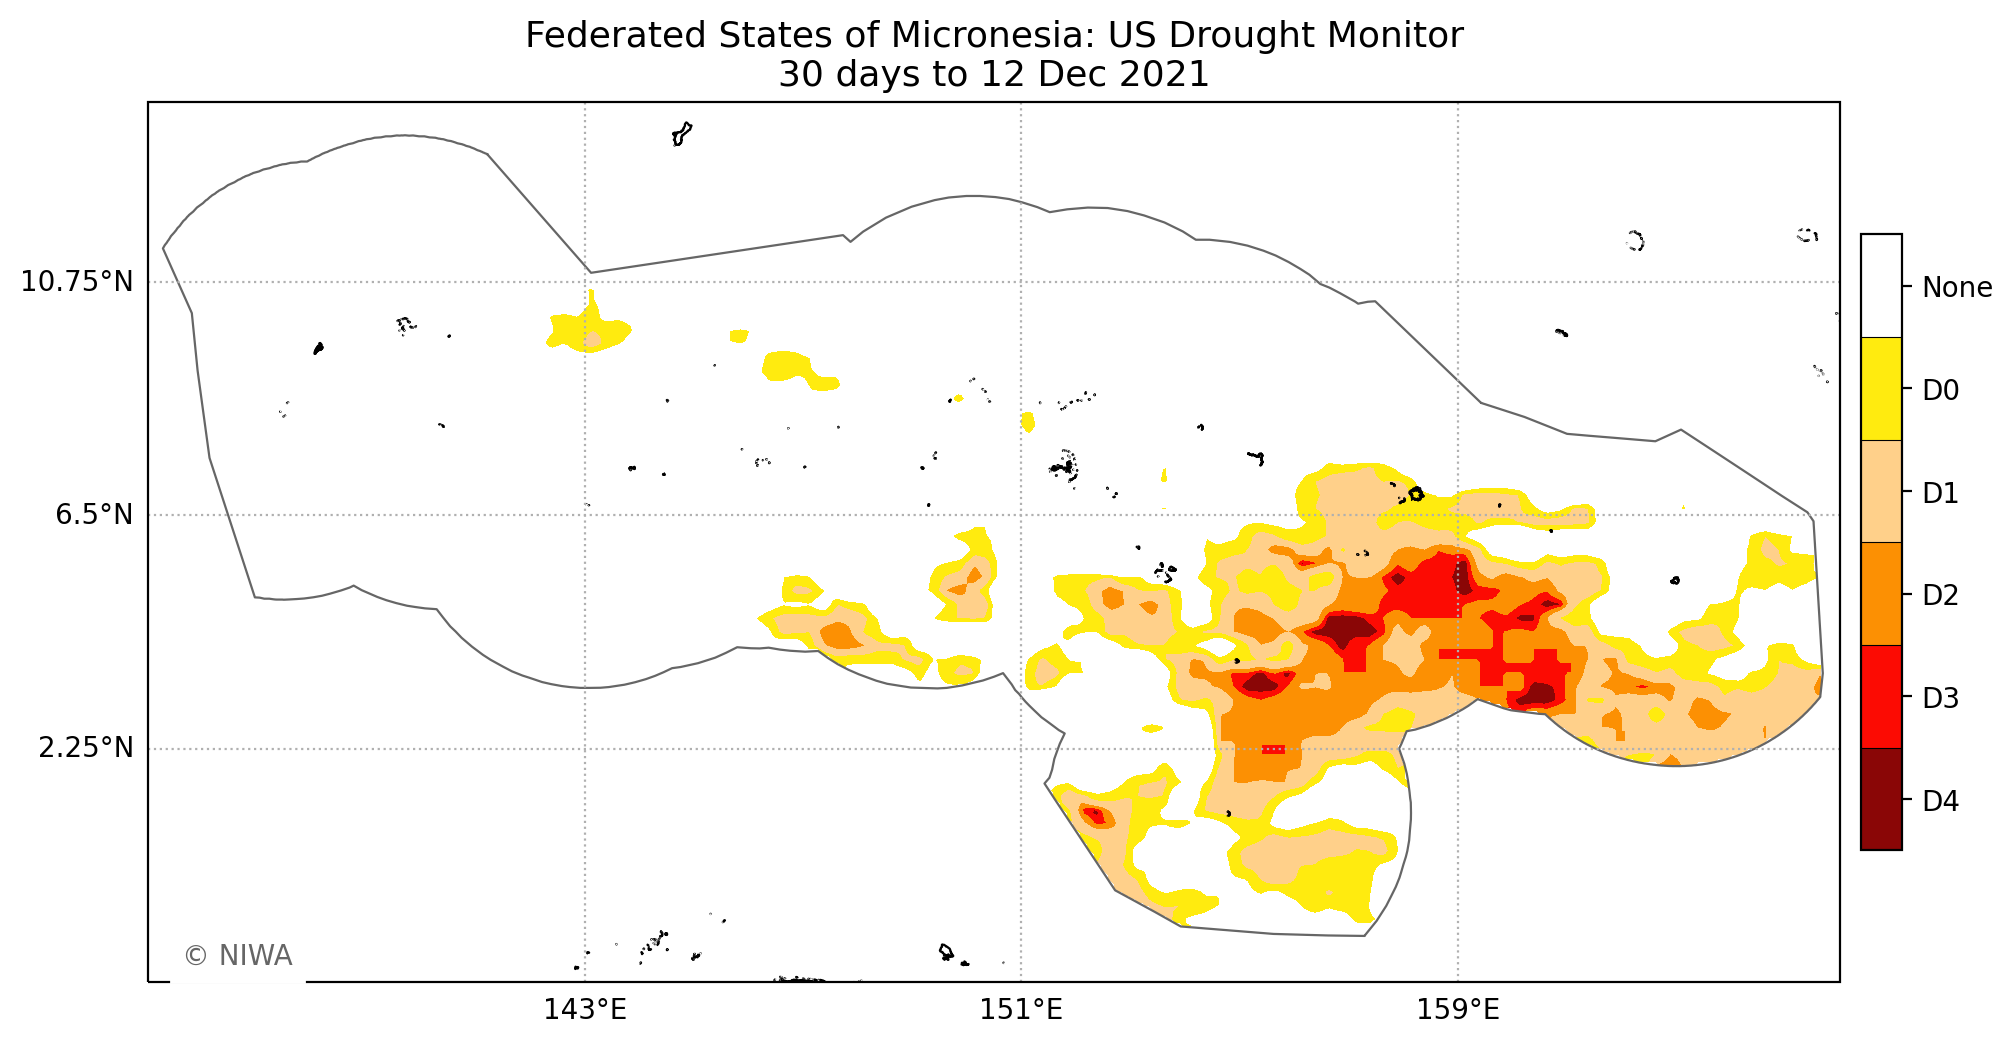 Federated States of Micronesia: US Drought Monitor
30 days to 12 Dec 2021
10.75°N
6.5°N
2.25°N
143°E
151°E
159°E
None
D0
D1
D2
D3
D4
© NIWA